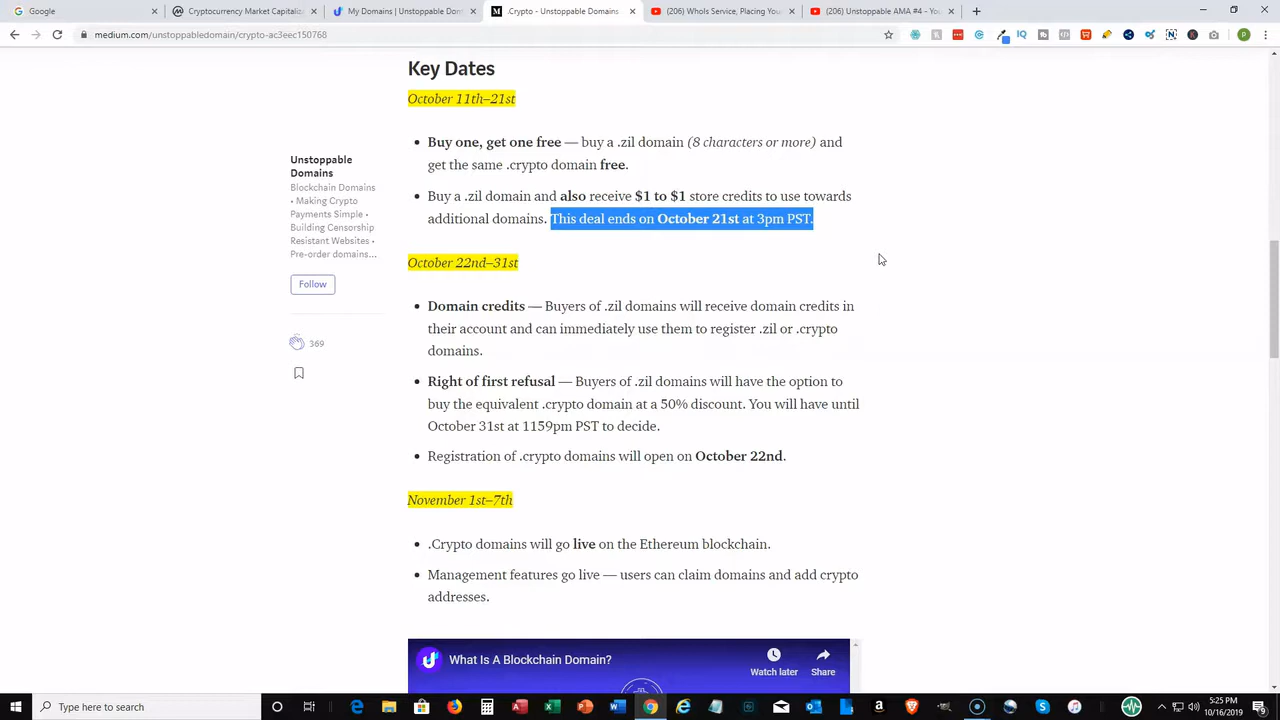 Google
Cryptocurrency Market Capitaliz
My Domains | Unstoppable Dom
.Crypto - Unstoppable Domains
(206) WhoIs Service, Placing You
(206) Unstoppable AMA #4 - You
medium.com/unstoppabledomain/crypto-ac3eec150768
Key Dates
October 11th–21st
• Buy one, get one free — buy a .zil domain (8 characters or more) and
get the same .crypto domain free.
• Buy a .zil domain and also receive $1 to $1 store credits to use towards
additional domains. This deal ends on October 21st at 3pm PST.
Unstoppable
Domains
Blockchain Domains
• Making Crypto
Payments Simple •
Building Censorship
Resistant Websites •
Pre-order domains...
Follow
369
October 22nd–31st
• Domain credits — Buyers of .zil domains will receive domain credits in
their account and can immediately use them to register .zil or .crypto
domains.
• Right of first refusal — Buyers of .zil domains will have the option to
buy the equivalent .crypto domain at a 50% discount. You will have until
October 31st at 1159pm PST to decide.
• Registration of .crypto domains will open on October 22nd.
November 1st–7th
• .Crypto domains will go live on the Ethereum blockchain.
• Management features go live — users can claim domains and add crypto
addresses.
What Is A Blockchain Domain?
Watch later
Share
Type here to search
5:25 PM
10/16/2019